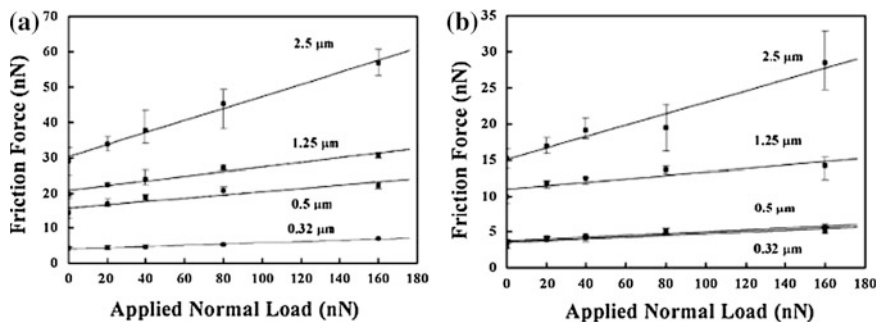 (a)
Friction Force (nN)
70
60
50
40
30
20
10
0
2.5 μm
1.25 μm
0.5 μm
0.32 μm
0 20 40 60 80 100 120 140 160 180
Applied Normal Load (nN)
(b)
Friction Force (nN)
35
30
25
20
15
10
5
0
2.5 μm
1.25 μm
0.5 μm
0.32 μm
0 20 40 60 80 100 120 140 160 180
Applied Normal Load (nN)